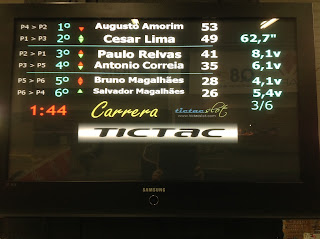 P4 > P2 1º Augusto Amorim 53
P1 > P3 2º Cesar Lima 49 62,7"
P2 > P1 3º Paulo Relvas 41 8,1v
P3 > P4 4º Antonio Correia 35 6,1v
P5 > P5 5º Bruno Magalhães 28 4,1v
P6 > P4 6º Salvador Magalhães 26 5,4v
1:44 Carrera tictacslot 3/6
TICTAC
SAMSUNG